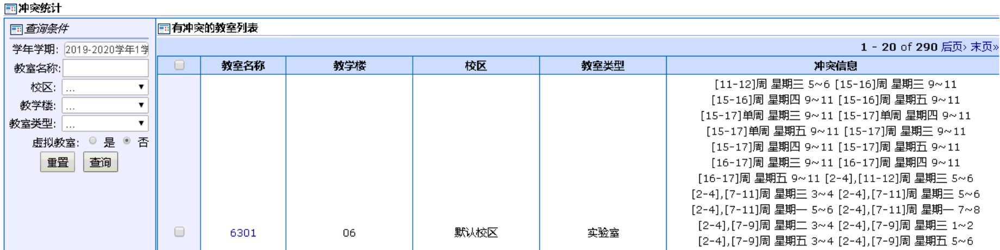 冲突统计
查询条件
学年学期: 2019-2020学年1学
教室名称:
校区: ...
教学楼: ...
教室类型: ...
虚拟教室: 是 否
重置 查询
有冲突的教室列表
1 - 20 of 290 后页› 末页»
教室名称 教学楼 校区 教室类型 冲突信息
6301 06 默认校区 实验室
[11-12]周 星期三 5~6 [15-16]周 星期三 9~11
[15-16]周 星期四 9~11 [15-16]周 星期五 9~11
[15-17]单周 星期三 9~11 [15-17]单周 星期四 9~11
[15-17]单周 星期五 9~11 [15-17]周 星期三 9~11
[15-17]周 星期四 9~11 [15-17]周 星期五 9~11
[16-17]周 星期三 9~11 [16-17]周 星期四 9~11
[16-17]周 星期五 9~11 [2-4],[11-12]周 星期三 5~6
[2-4],[7-11]周 星期三 3~4 [2-4],[7-11]周 星期三 5~6
[2-4],[7-11]周 星期一 5~6 [2-4],[7-11]周 星期一 7~8
[2-4],[7-9]周 星期二 3~4 [2-4],[7-9]周 星期三 1~2
[2-4],[7-9]周 星期五 3~4 [2-4],[7-9]周 星期五 5~6